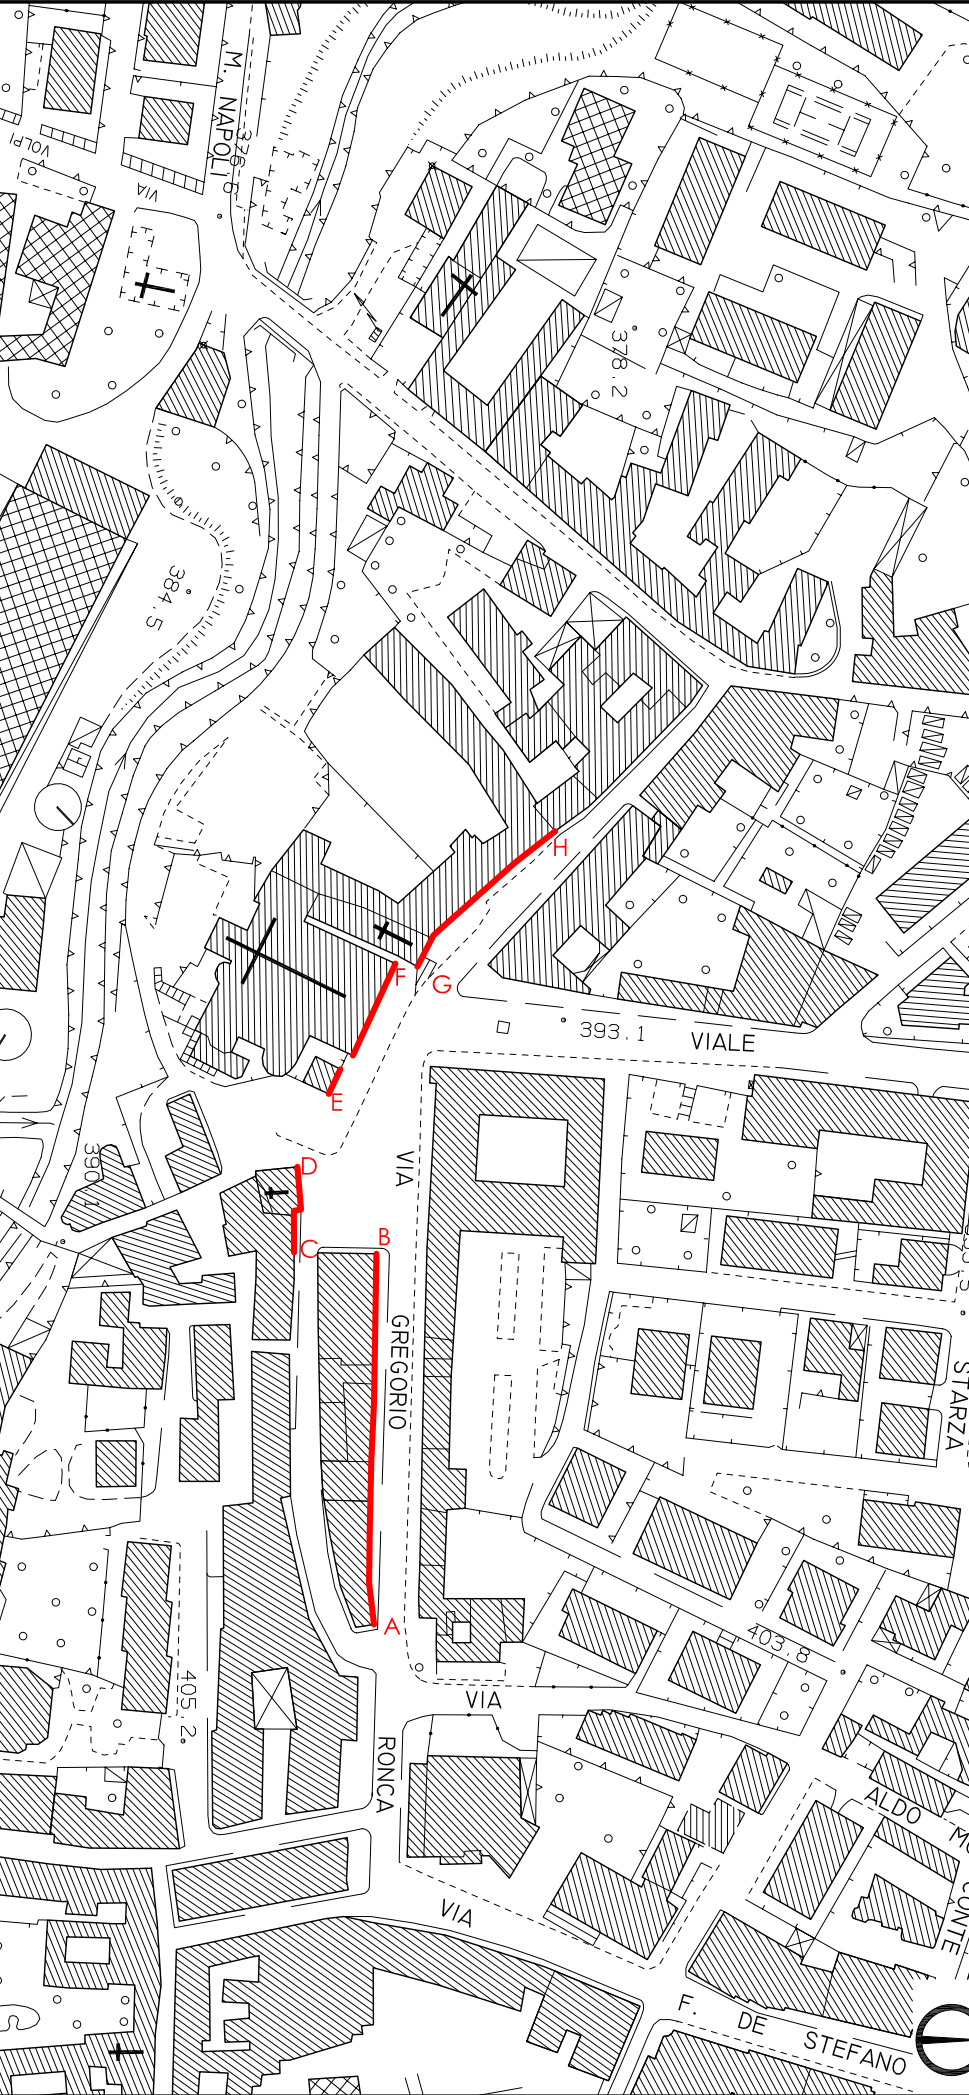 M. NAPOLI
376.6
VOLPI
VIA
378.2
384.5
H
F
G
393.1
VIALE
E
390.1
D
VIA
C
B
GREGORIO
STARZA
A
403.8
405.2
VIA
RONCA
ALDO
CONTE
VIA
F. DE STEFANO